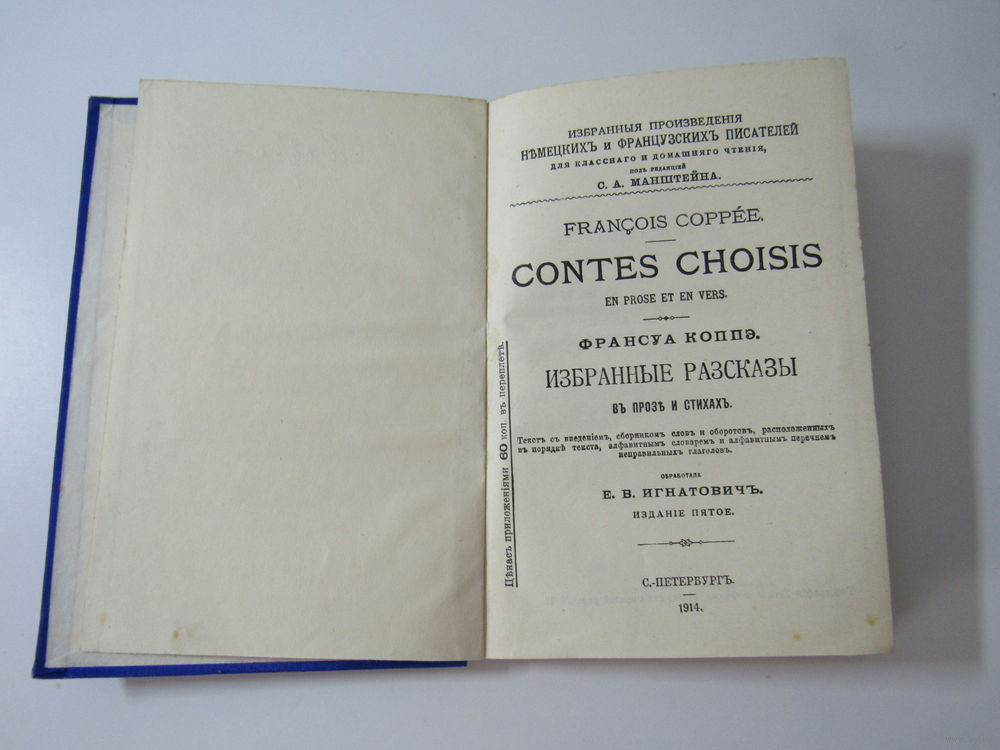 ИЗБРАННЫЯ ПРОИЗВЕДЕНІЯ
НѢМЕЦКИХЪ И ФРАНЦУЗСКИХЪ ПИСАТЕЛЕЙ
ДЛЯ КЛАССНАГО И ДОМАШНЯГО ЧТЕНІЯ,
ПОДЪ РЕДАКЦІЕЙ
С. А. МАНШТЕЙНА.
FRANÇOIS COPPÉE.
CONTES CHOISIS
EN PROSE ET EN VERS.
ФРАНСУА КОППЭ.
ИЗБРАННЫЕ РАЗСКАЗЫ
ВЪ ПРОЗѢ И СТИХАХЪ.
Текстъ съ введеніемъ, сборникомъ словъ и оборотовъ, расположенныхъ
въ порядкѣ текста, алфавитнымъ словаремъ и алфавитнымъ перечнемъ
неправильныхъ глаголовъ.
ОБРАБОТАЛА
Е. В. ИГНАТОВИЧЪ.
ИЗДАНІЕ ПЯТОЕ.
С.-ПЕТЕРБУРГЪ.
1914.
Цѣна съ приложеніями 60 коп. въ переплетѣ.